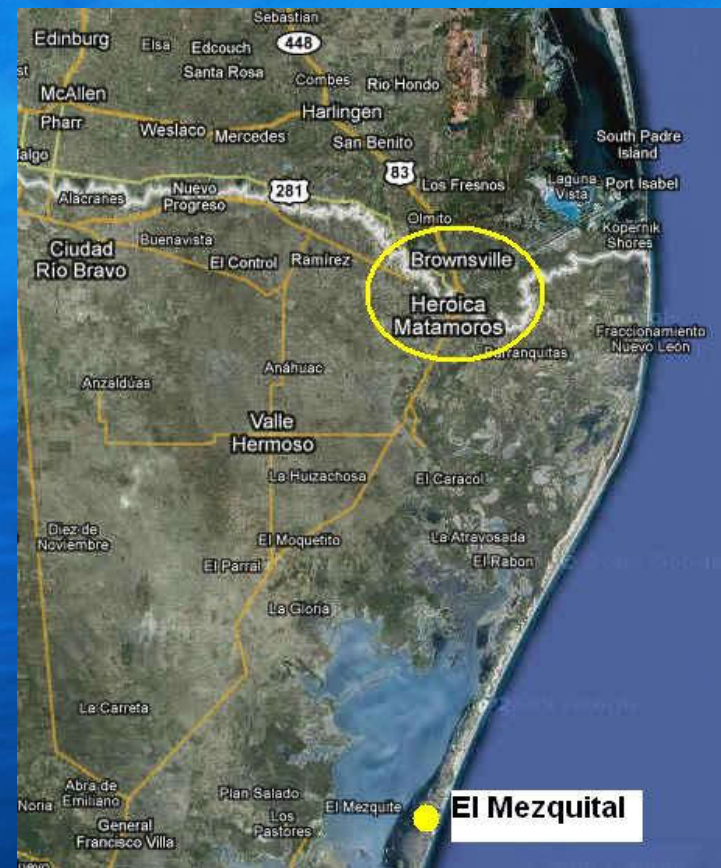 Sebastian
Edinburg
Elsa
Edcouch
448
Santa Rosa
Combes
Rio Hondo
McAllen
Harlingen
Pharr
Weslaco
Mercedes
San Benito
South Padre
Island
83
Los Fresnos
Laguna
Vista
Port Isabel
Alacranes
Nuevo
Progreso
281
Olmito
Kopernik
Shores
Buenavista
Ciudad
Río Bravo
El Control
Ramírez
Brownsville
Heroica
Matamoros
Fraccionamiento
Nuevo León
Barranquitas
Anáhuac
Anzaldúas
Valle
Hermoso
La Huizachosa
El Caracol
Diez de
Noviembre
El Moquetito
La Atravosada
El Rabon
El Parral
La Gloria
La Carreta
Abra de
Emiliano
Plan Salado
El Mezquite
El Mezquital
Noria
Los
Pastores
General
Francisco Villa